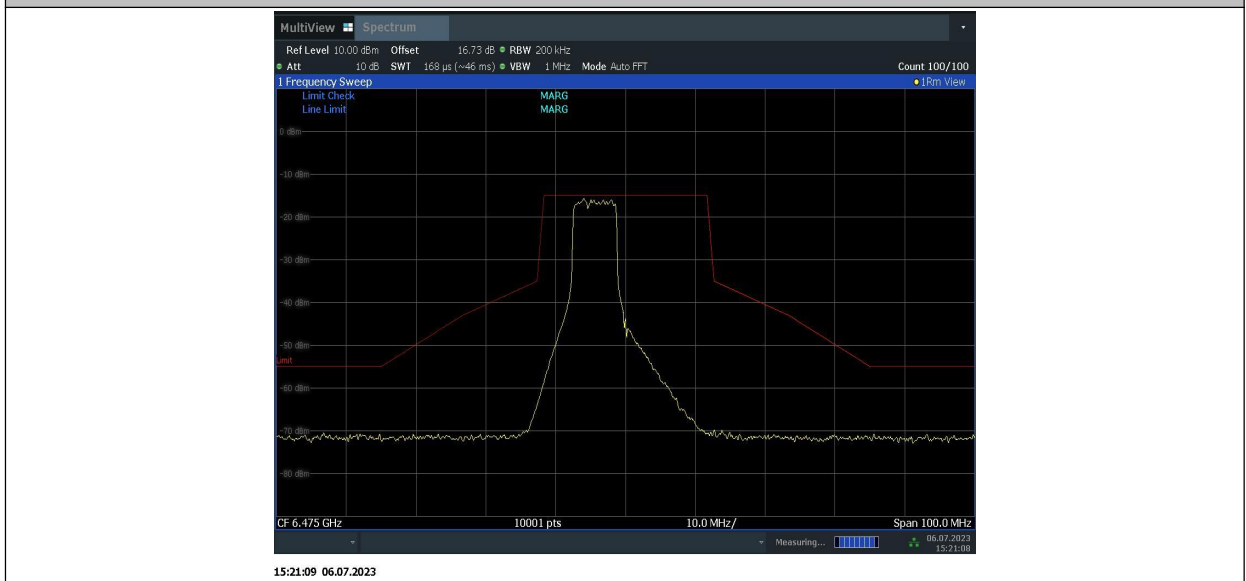 MultiView Spectrum
Ref Level 10.00 dBm Offset 16.73 dB RBW 200 kHz
Att 10 dB SWT 168 µs (~46 ms) VBW 1 MHz Mode Auto FFT Count 100/100
1 Frequency Sweep 1Rm View
Limit Check MARG
Line Limit MARG
0 dBm
-10 dBm
-20 dBm
-30 dBm
-40 dBm
-50 dBm
Limit
-60 dBm
-70 dBm
-80 dBm
CF 6.475 GHz 10001 pts 10.0 MHz/ Span 100.0 MHz
Measuring... 06.07.2023
15:21:08
15:21:09 06.07.2023